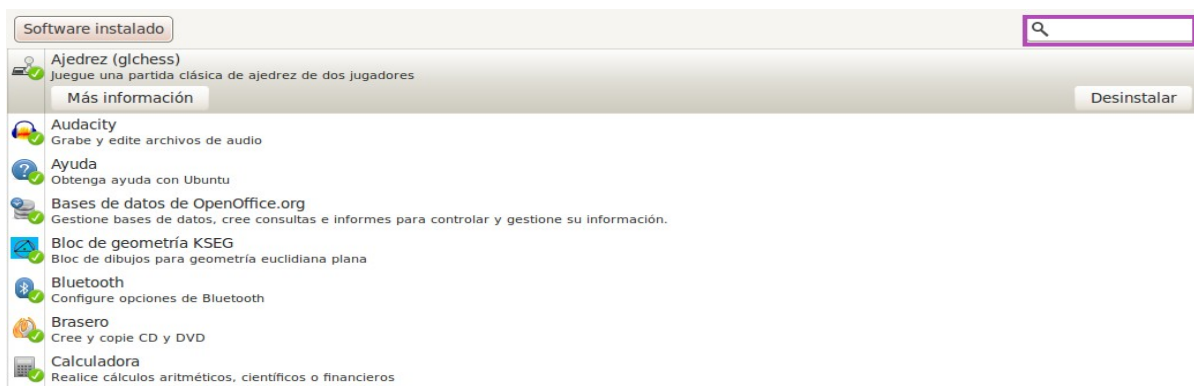 Software instalado
Ajedrez (glchess)
Juegue una partida clásica de ajedrez de dos jugadores
Más información
Desinstalar
Audacity
Grabe y edite archivos de audio
Ayuda
Obtenga ayuda con Ubuntu
Bases de datos de OpenOffice.org
Gestione bases de datos, cree consultas e informes para controlar y gestione su información.
Bloc de geometría KSEG
Bloc de dibujos para geometría euclidiana plana
Bluetooth
Configure opciones de Bluetooth
Brasero
Cree y copie CD y DVD
Calculadora
Realice cálculos aritméticos, científicos o financieros